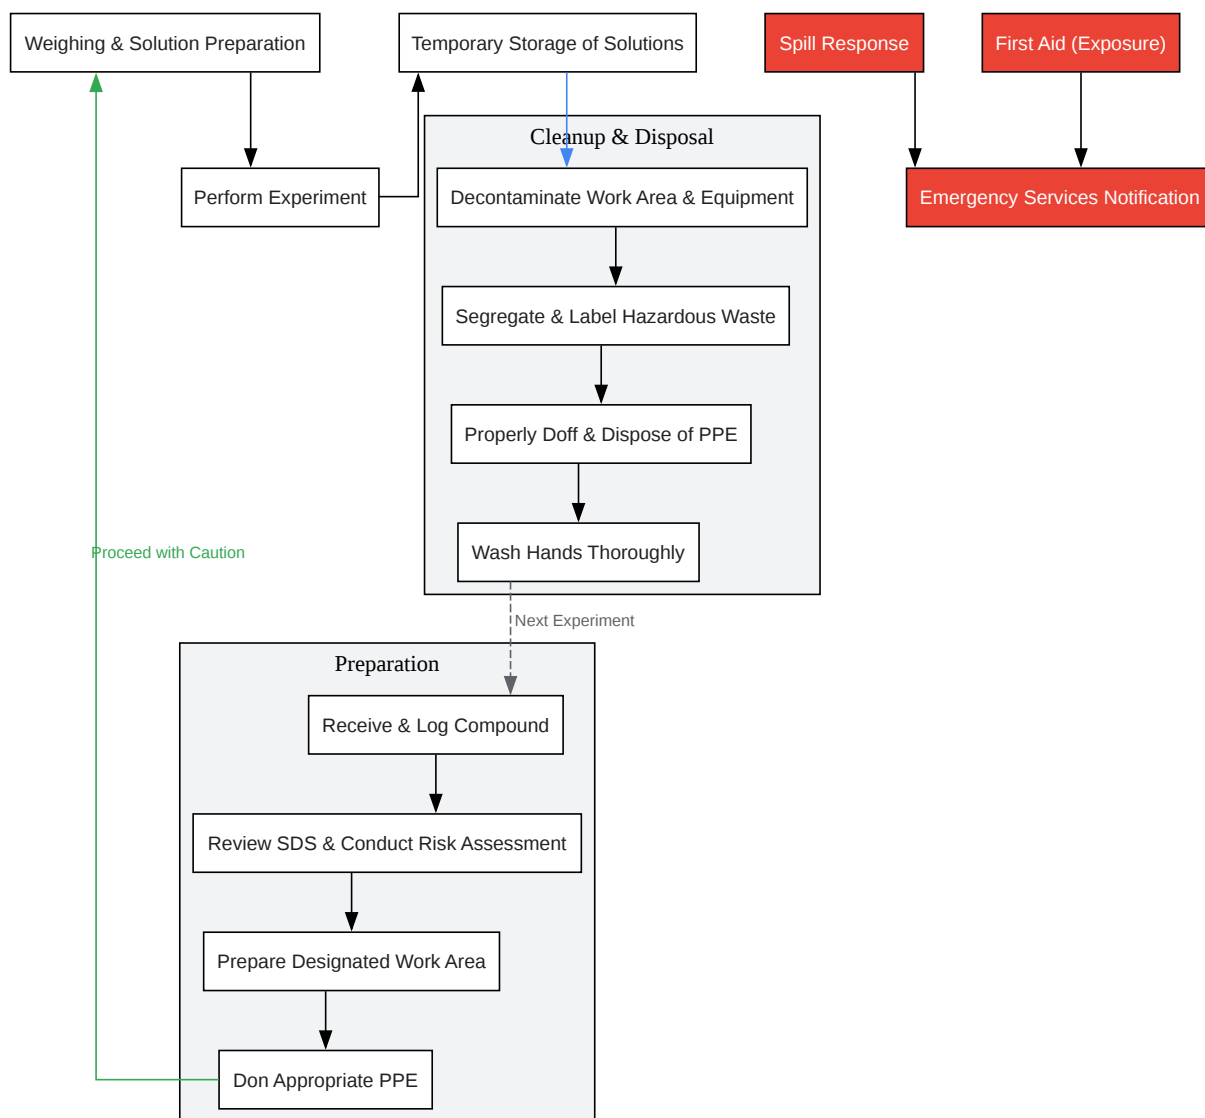 Weighing & Solution Preparation
Temporary Storage of Solutions
Spill Response
First Aid (Exposure)
Cleanup & Disposal
Perform Experiment
Decontaminate Work Area & Equipment
Emergency Services Notification
Segregate & Label Hazardous Waste
Properly Doff & Dispose of PPE
Wash Hands Thoroughly
Proceed with Caution
Next Experiment
Preparation
Receive & Log Compound
Review SDS & Conduct Risk Assessment
Prepare Designated Work Area
Don Appropriate PPE